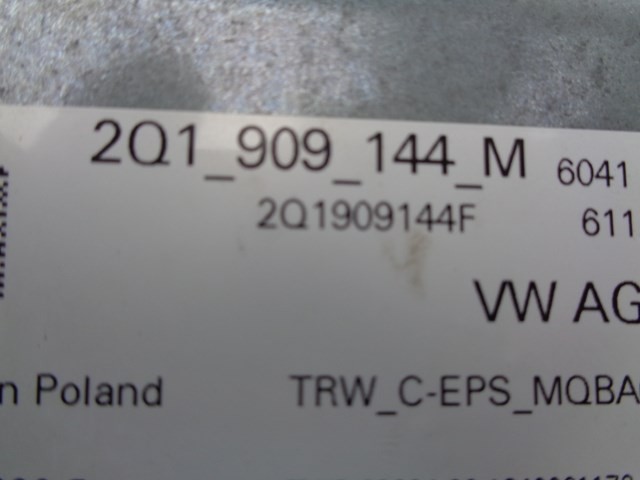 2Q1_909_144_M 6041
2Q1909144F 611
VW AG
n Poland TRW_C-EPS_MQBA